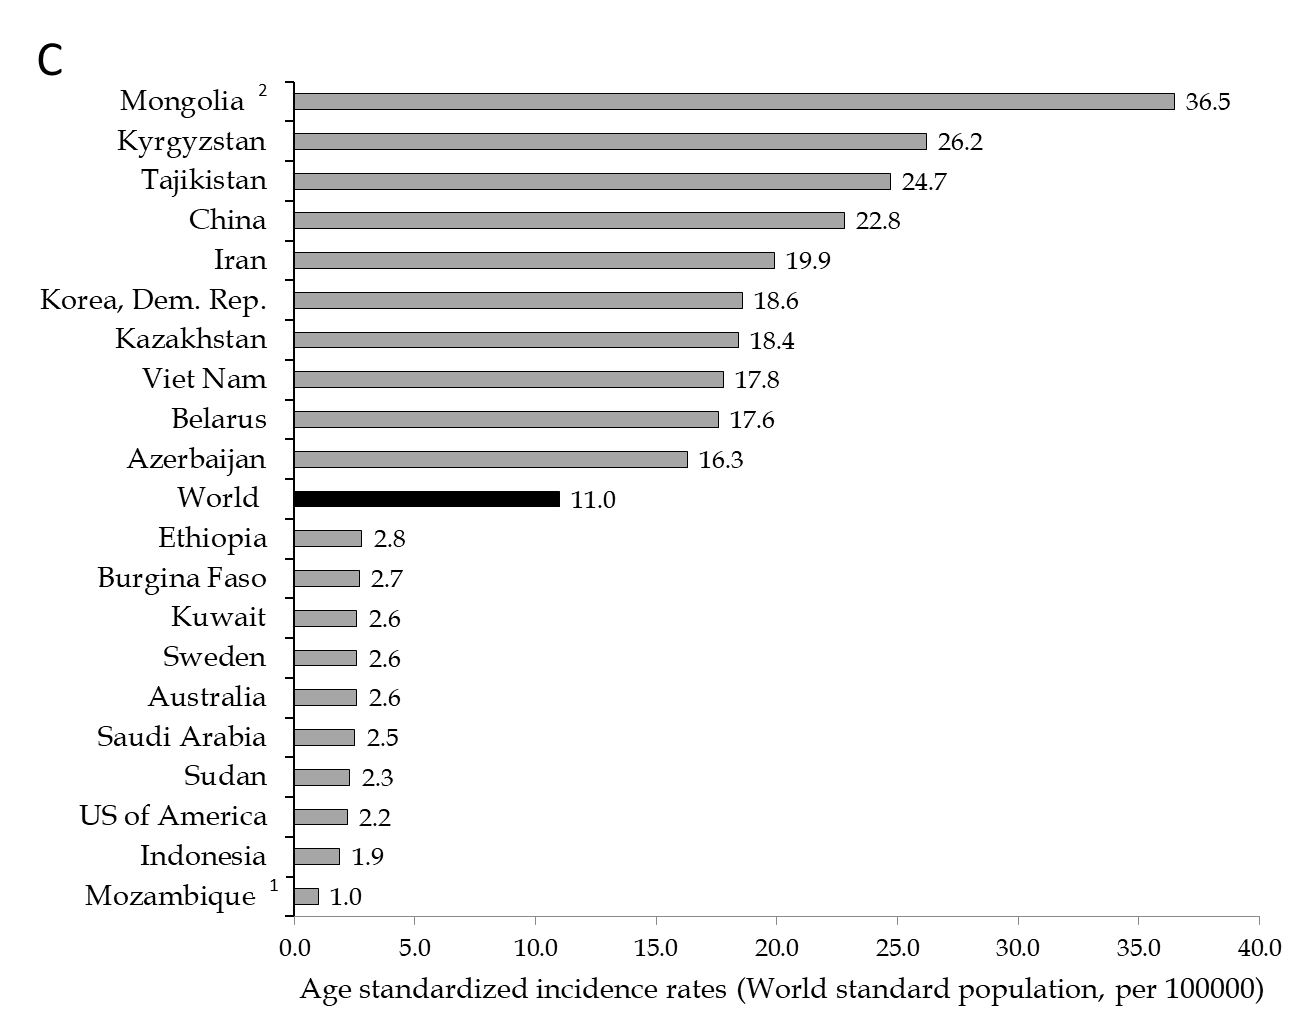 C
Mongolia 2 36.5
Kyrgyzstan 26.2
Tajikistan 24.7
China 22.8
Iran 19.9
Korea, Dem. Rep. 18.6
Kazakhstan 18.4
Viet Nam 17.8
Belarus 17.6
Azerbaijan 16.3
World 11.0
Ethiopia 2.8
Burgina Faso 2.7
Kuwait 2.6
Sweden 2.6
Australia 2.6
Saudi Arabia 2.5
Sudan 2.3
US of America 2.2
Indonesia 1.9
Mozambique 1 1.0
0.0 5.0 10.0 15.0 20.0 25.0 30.0 35.0 40.0
Age standardized incidence rates (World standard population, per 100000)